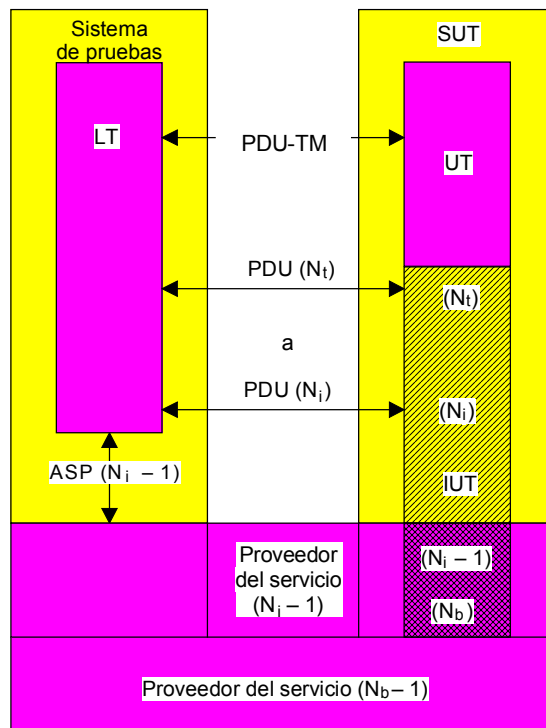 Sistema
de pruebas
SUT
LT
PDU-TM
UT
PDU (Nt)
(Nt)
a
PDU (Ni)
(Ni)
ASP (Ni – 1)
IUT
Proveedor
del servicio
(Ni – 1)
(Ni – 1)
(Nb)
Proveedor del servicio (Nb – 1)